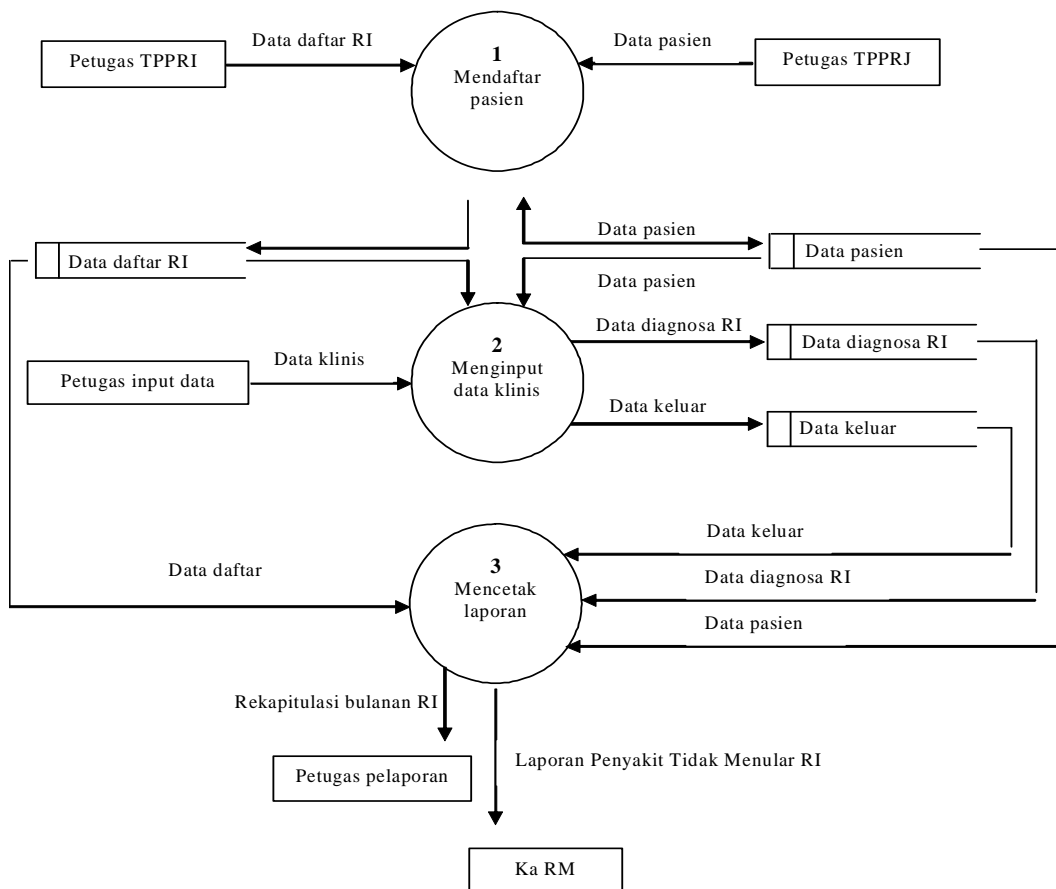 Data daftar RI
1
Data pasien
Petugas TPPRI
Mendaftar
pasien
Petugas TPPRJ
Data pasien
Data daftar RI
Data pasien
Data pasien
Data diagnosa RI
2
Menginput
data klinis
Data diagnosa RI
Data klinis
Petugas input data
Data keluar
Data keluar
Data keluar
3
Mencetak
laporan
Data daftar
Data diagnosa RI
Data pasien
Rekapitulasi bulanan RI
Laporan Penyakit Tidak Menular RI
Petugas pelaporan
Ka RM